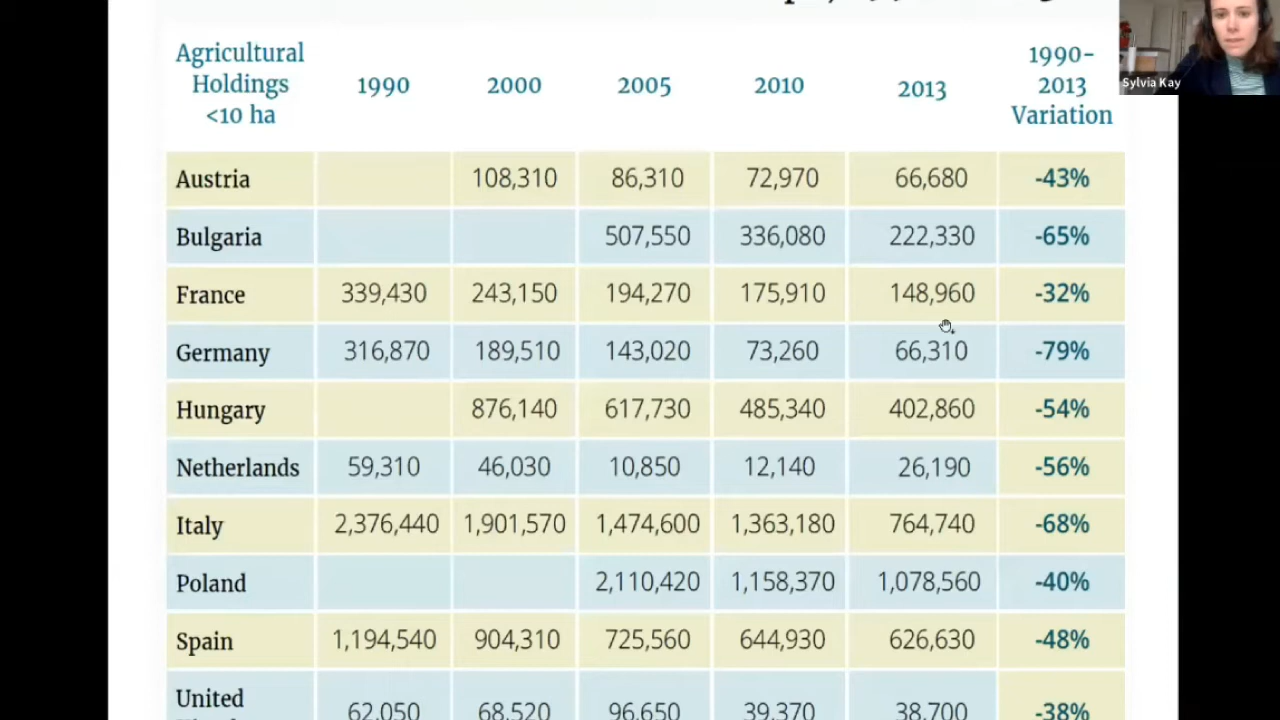 Sylvia Kay
Agricultural Holdings <10 ha 1990 2000 2005 2010 2013 1990-2013 Variation
Austria 108,310 86,310 72,970 66,680 -43%
Bulgaria 507,550 336,080 222,330 -65%
France 339,430 243,150 194,270 175,910 148,960 -32%
Germany 316,870 189,510 143,020 73,260 66,310 -79%
Hungary 876,140 617,730 485,340 402,860 -54%
Netherlands 59,310 46,030 10,850 12,140 26,190 -56%
Italy 2,376,440 1,901,570 1,474,600 1,363,180 764,740 -68%
Poland 2,110,420 1,158,370 1,078,560 -40%
Spain 1,194,540 904,310 725,560 644,930 626,630 -48%
United 62,050 68,520 96,650 39,370 38,700 -38%